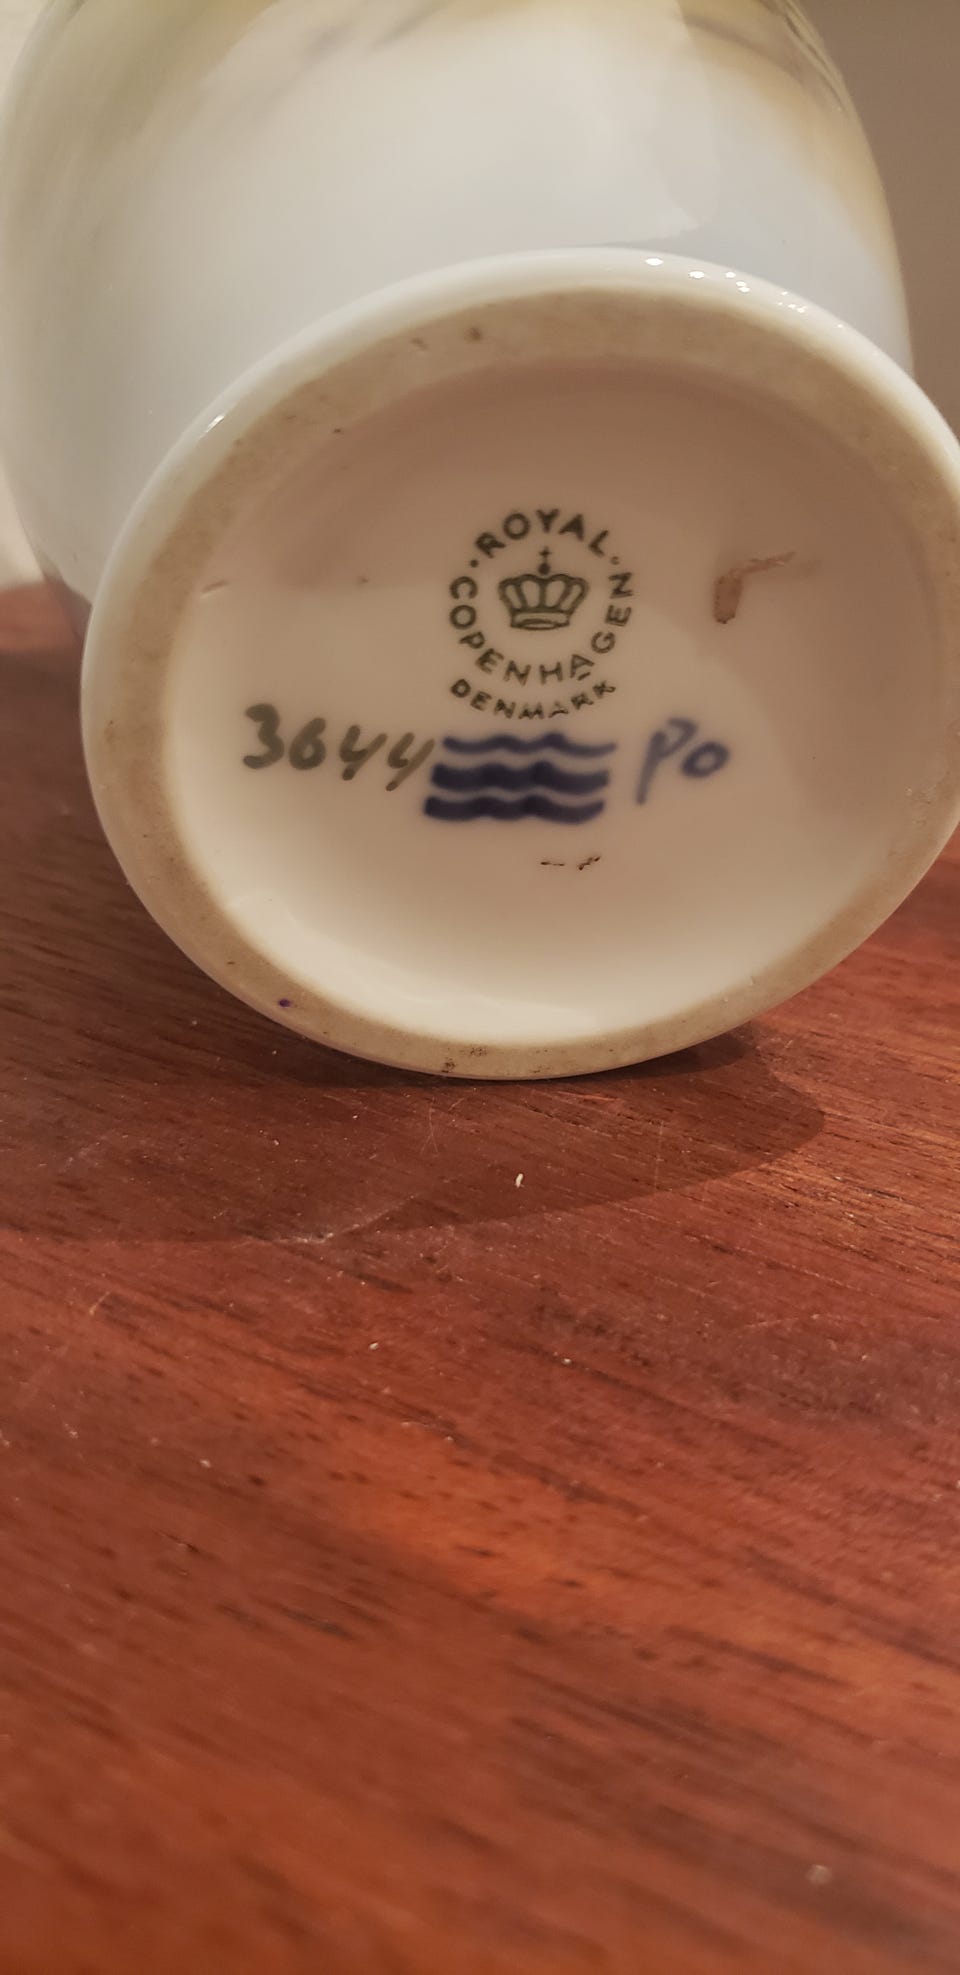 ROYAL
COPENHAGEN
DENMARK
3644 Po